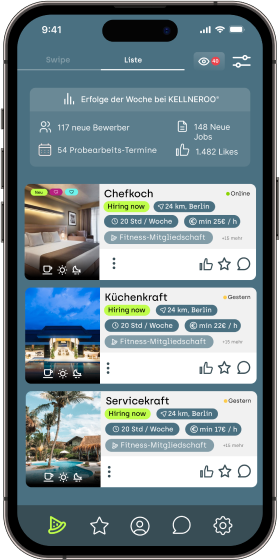 9:41
Swipe Liste
40
Erfolge der Woche bei KELLNEROO®
117 neue Bewerber
148 Neue
Jobs
54 Probearbeits-Termine
1.482 Likes
Neu
Chefkoch
Online
Hiring now 24 km, Berlin
20 Std / Woche min 25€ / h
Fitness-Mitgliedschaft +15 mehr
Küchenkraft
Gestern
Hiring now 24 km, Berlin
20 Std / Woche min 22€ / h
Fitness-Mitgliedschaft +15 mehr
Servicekraft
Gestern
Hiring now 24 km, Berlin
20 Std / Woche min 17€ / h
Fitness-Mitgliedschaft +15 mehr